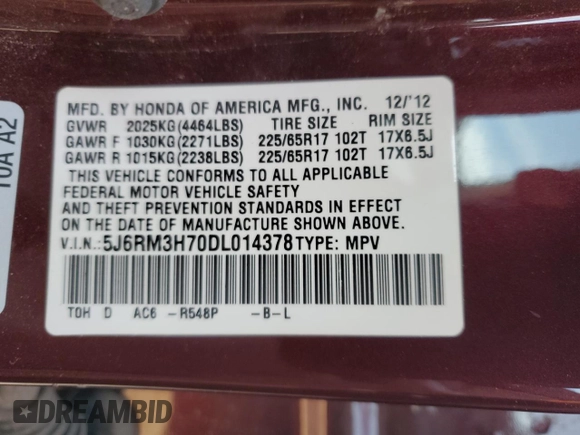 MFD. BY HONDA OF AMERICA MFG., INC. 12/'12
GVWR 2025KG(4464LBS) TIRE SIZE RIM SIZE
GAWR F 1030KG(2271LBS) 225/65R17 102T 17X6.5J
GAWR R 1015KG(2238LBS) 225/65R17 102T 17X6.5J
THIS VEHICLE CONFORMS TO ALL APPLICABLE
FEDERAL MOTOR VEHICLE SAFETY
AND THEFT PREVENTION STANDARDS IN EFFECT
ON THE DATE OF MANUFACTURE SHOWN ABOVE.
V.I.N.:5J6RM3H70DL014378 TYPE: MPV
TOH D AC6 -R548P -B-L
10A A2
DREAMBID